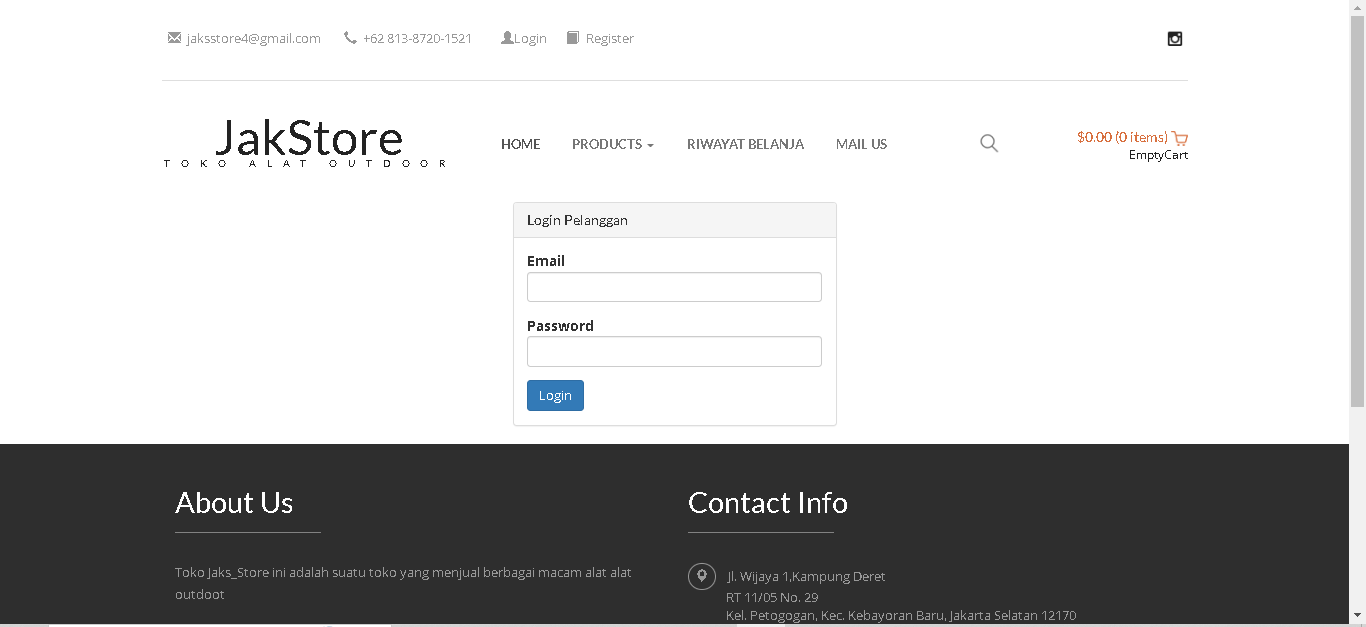 jaksstore4@gmail.com +62 813-8720-1521 Login Register
JakStore
TOKO ALAT OUTDOOR
HOME PRODUCTS RIWAYAT BELANJA MAIL US
$0.00 (0 items)
EmptyCart
Login Pelanggan
Email
Password
Login
About Us
Toko Jaks_Store ini adalah suatu toko yang menjual berbagai macam alat alat
outdoot
Contact Info
Jl. Wijaya 1,Kampung Deret
RT 11/05 No. 29
Kel. Petogogan, Kec. Kebayoran Baru, Jakarta Selatan 12170